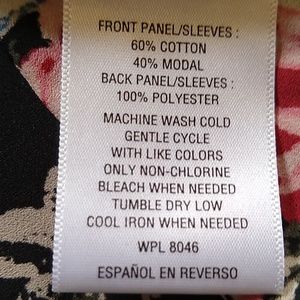 FRONT PANEL/SLEEVES :
60% COTTON
40% MODAL
BACK PANEL/SLEEVES :
100% POLYESTER
MACHINE WASH COLD
GENTLE CYCLE
WITH LIKE COLORS
ONLY NON-CHLORINE
BLEACH WHEN NEEDED
TUMBLE DRY LOW
COOL IRON WHEN NEEDED
WPL 8046
ESPAÑOL EN REVERSO